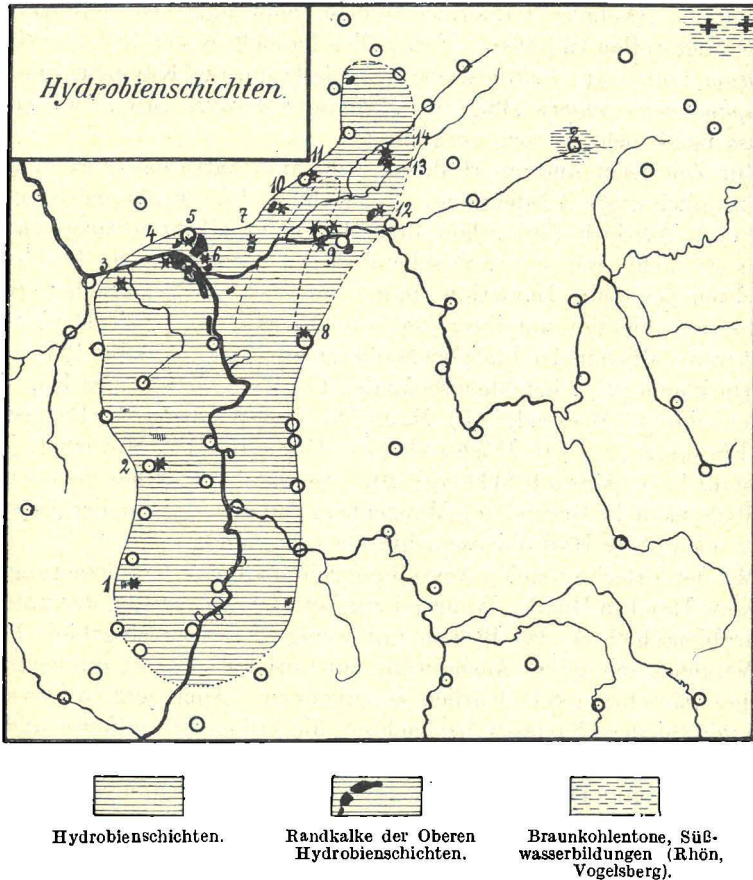 Hydrobienschichten.
14
11
13
10
2
7
12
5
4
6
9
3
8
2
1
Hydrobienschichten.
Randkalke der Oberen
Hydrobienschichten.
Braunkohlentone, Süß-
wasserbildungen (Rhön,
Vogelsberg).